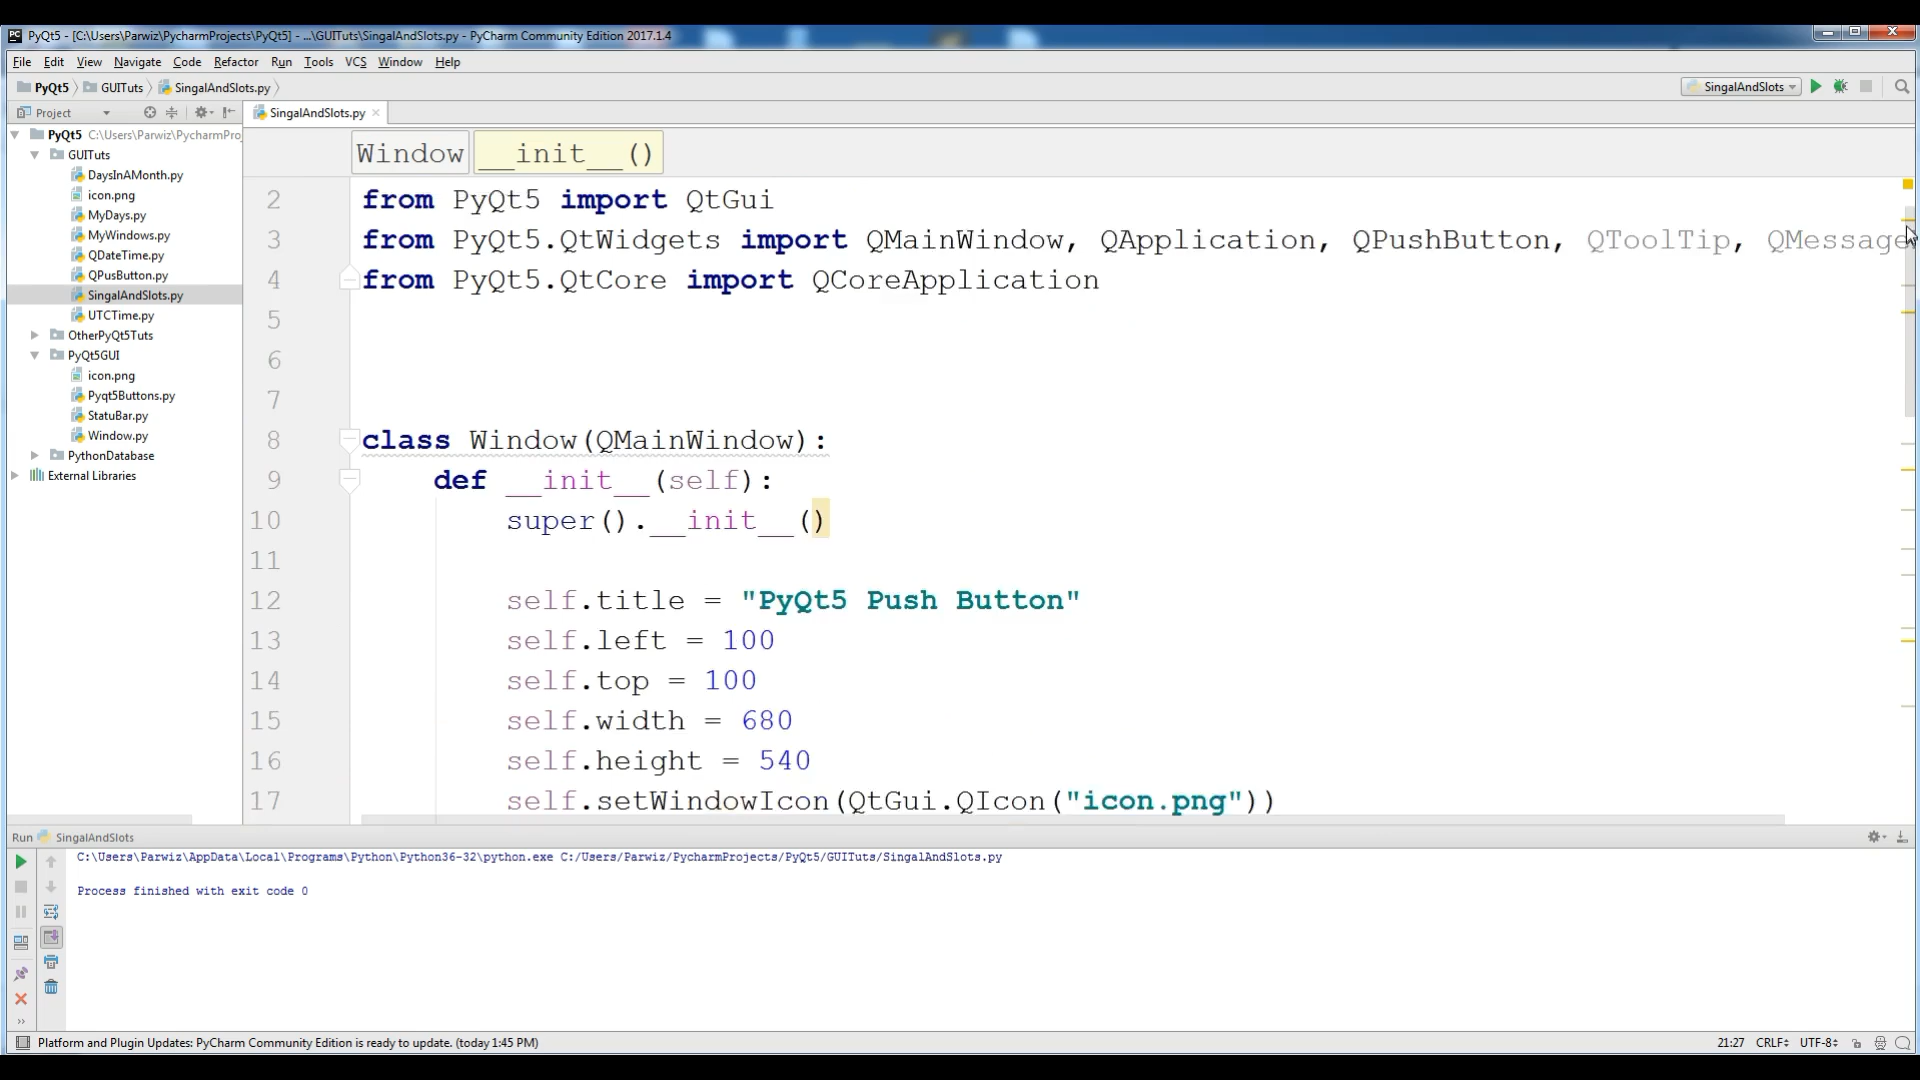 PyQt5 - [C:\Users\Parwiz\PycharmProjects\PyQt5] - ...\GUITuts\SingalAndSlots.py - PyCharm Community Edition 2017.1.4
File Edit View Navigate Code Refactor Run Tools VCS Window Help
PyQt5 GUITuts SingalAndSlots.py
SingalAndSlots
Project
SingalAndSlots.py
PyQt5 C:\Users\Parwiz\PycharmProj
GUITuts
DaysInAMonth.py
icon.png
MyDays.py
MyWindows.py
QDateTime.py
QPusButton.py
SingalAndSlots.py
UTCTime.py
OtherPyQt5Tuts
PyQt5GUI
icon.png
Pyqt5Buttons.py
StatuBar.py
Window.py
PythonDatabase
External Libraries
Window __init__()
2 from PyQt5 import QtGui
3 from PyQt5.QtWidgets import QMainWindow, QApplication, QPushButton, QToolTip, QMessage
4 from PyQt5.QtCore import QCoreApplication
5
6
7
8 class Window(QMainWindow):
9 def __init__(self):
10 super().__init__()
11
12 self.title = "PyQt5 Push Button"
13 self.left = 100
14 self.top = 100
15 self.width = 680
16 self.height = 540
17 self.setWindowIcon(QtGui.QIcon("icon.png"))
Run SingalAndSlots
C:\Users\Parwiz\AppData\Local\Programs\Python\Python36-32\python.exe C:/Users/Parwiz/PycharmProjects/PyQt5/GUITuts/SingalAndSlots.py
Process finished with exit code 0
Platform and Plugin Updates: PyCharm Community Edition is ready to update. (today 1:45 PM)
21:27 CRLF UTF-8